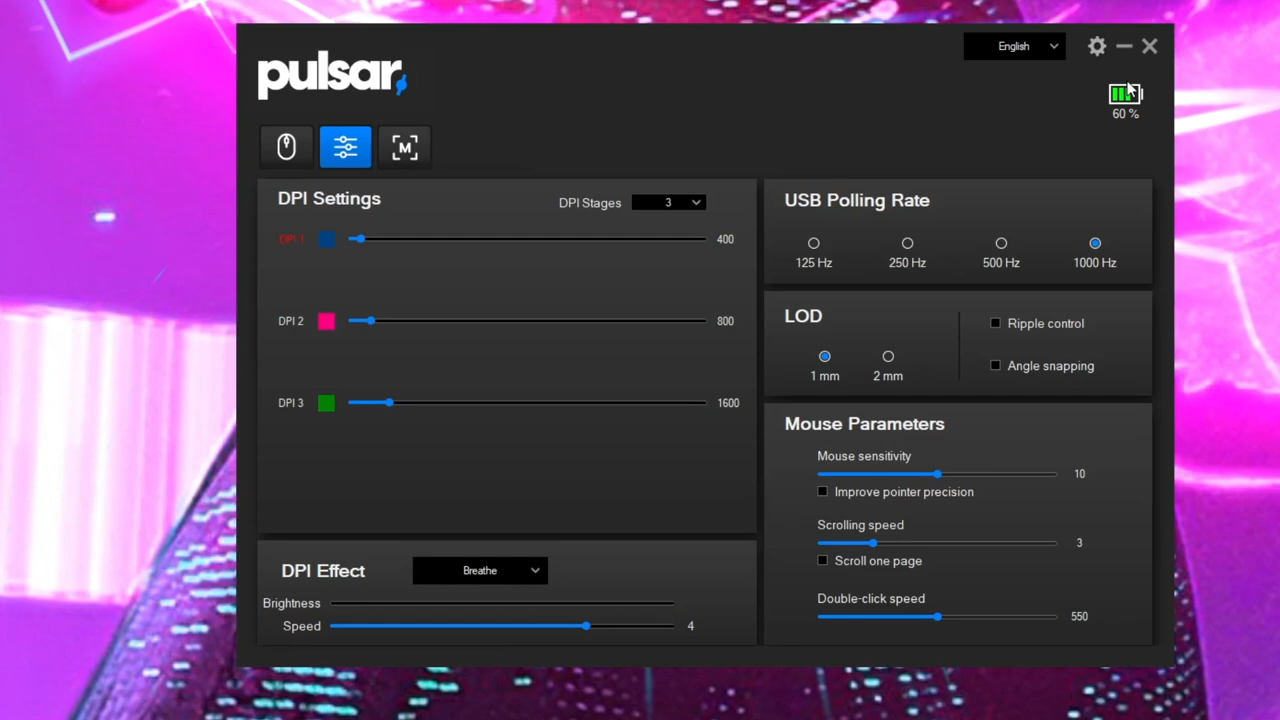 English
pulsar
60 %
M
DPI Settings
DPI Stages
3
DPI 1
400
DPI 2
800
DPI 3
1600
DPI Effect
Breathe
Brightness
Speed
4
USB Polling Rate
125 Hz
250 Hz
500 Hz
1000 Hz
LOD
1 mm
2 mm
Ripple control
Angle snapping
Mouse Parameters
Mouse sensitivity
10
Improve pointer precision
Scrolling speed
3
Scroll one page
Double-click speed
550